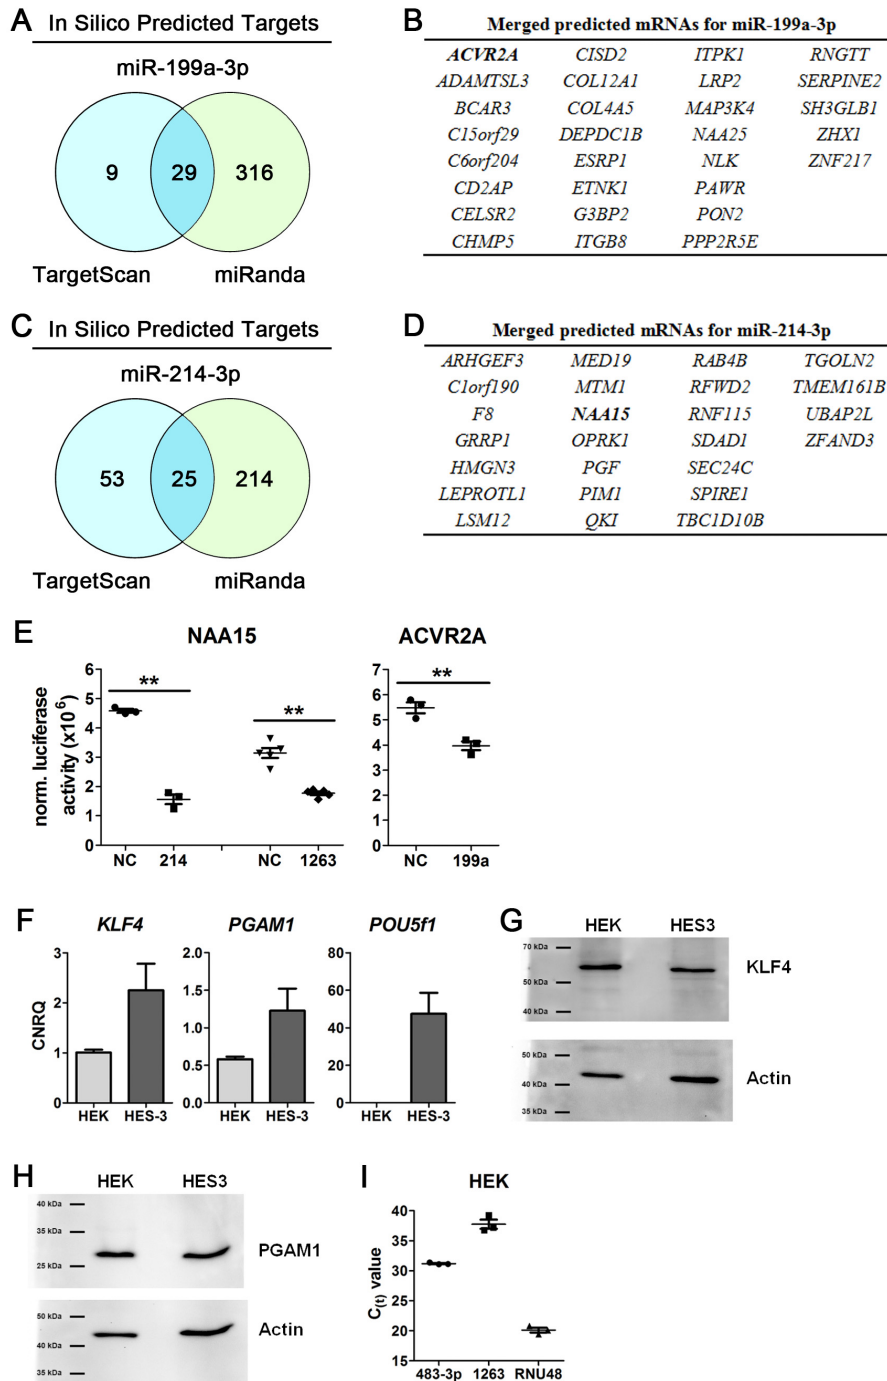 A
In Silico Predicted Targets
miR-199a-3p
9 29 316
TargetScan miRanda
B
Merged predicted mRNAs for miR-199a-3p
ACVR2A CISD2 ITPK1 RNGTT
ADAMTSL3 COL12A1 LRP2 SERPINE2
BCAR3 COL4A5 MAP3K4 SH3GLB1
C15orf29 DEPDC1B NAA25 ZHX1
C6orf204 ESRP1 NLK ZNF217
CD2AP ETNK1 PAWR
CELSR2 G3BP2 PON2
CHMP5 ITGB8 PPP2R5E
C
In Silico Predicted Targets
miR-214-3p
53 25 214
TargetScan miRanda
D
Merged predicted mRNAs for miR-214-3p
ARHGEF3 MED19 RAB4B TGOLN2
C1orf190 MTM1 RFWD2 TMEM161B
F8 NAA15 RNF115 UBAP2L
GRRP1 OPRK1 SDAD1 ZFAND3
HMGN3 PGF SEC24C
LEPROTL1 PIM1 SPIRE1
LSM12 QKI TBC1D10B
E
NAA15
norm. luciferase
activity (x10⁶)
6
5
4
3
2
1
0
** **
NC 214 NC 1263
ACVR2A
7
6
5
4
3
2
1
0
**
NC 199a
F
CNRQ
KLF4
3
2
1
0
HEK HES-3
PGAM1
2.0
1.5
1.0
0.5
0.0
HEK HES-3
POU5f1
80
60
40
20
0
HEK HES-3
G
HEK HES3
70 kDa
50 kDa
40 kDa
KLF4
50 kDa
40 kDa
35 kDa
Actin
H
HEK HES3
40 kDa
35 kDa
25 kDa
PGAM1
50 kDa
40 kDa
35 kDa
Actin
I
HEK
C(t) value
40
35
30
25
20
15
483-3p 1263 RNU48